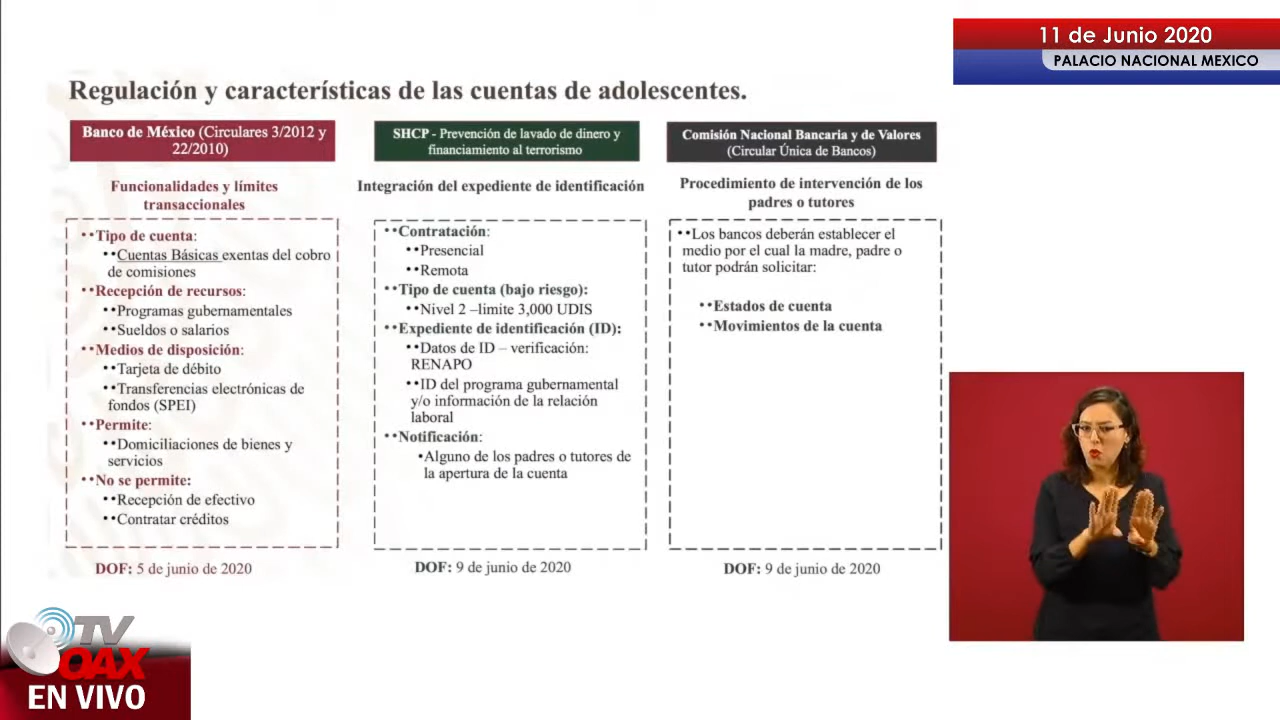 11 de Junio 2020
PALACIO NACIONAL MEXICO
Regulación y características de las cuentas de adolescentes.
Banco de México (Circulares 3/2012 y
22/2010)
Funcionalidades y límites
transaccionales
••Tipo de cuenta:
••Cuentas Básicas exentas del cobro
de comisiones
••Recepción de recursos:
••Programas gubernamentales
••Sueldos o salarios
••Medios de disposición:
••Tarjeta de débito
••Transferencias electrónicas de
fondos (SPEI)
••Permite:
••Domiciliaciones de bienes y
servicios
••No se permite:
••Recepción de efectivo
••Contratar créditos
DOF: 5 de junio de 2020
SHCP - Prevención de lavado de dinero y
financiamiento al terrorismo
Integración del expediente de identificación
••Contratación:
••Presencial
••Remota
••Tipo de cuenta (bajo riesgo):
••Nivel 2 –limite 3,000 UDIS
••Expediente de identificación (ID):
••Datos de ID – verificación:
RENAPO
••ID del programa gubernamental
y/o información de la relación
laboral
••Notificación:
•Alguno de los padres o tutores de
la apertura de la cuenta
DOF: 9 de junio de 2020
Comisión Nacional Bancaria y de Valores
(Circular Única de Bancos)
Procedimiento de intervención de los
padres o tutores
••Los bancos deberán establecer el
medio por el cual la madre, padre o
tutor podrán solicitar:
••Estados de cuenta
••Movimientos de la cuenta
DOF: 9 de junio de 2020
TV
OAX
EN VIVO